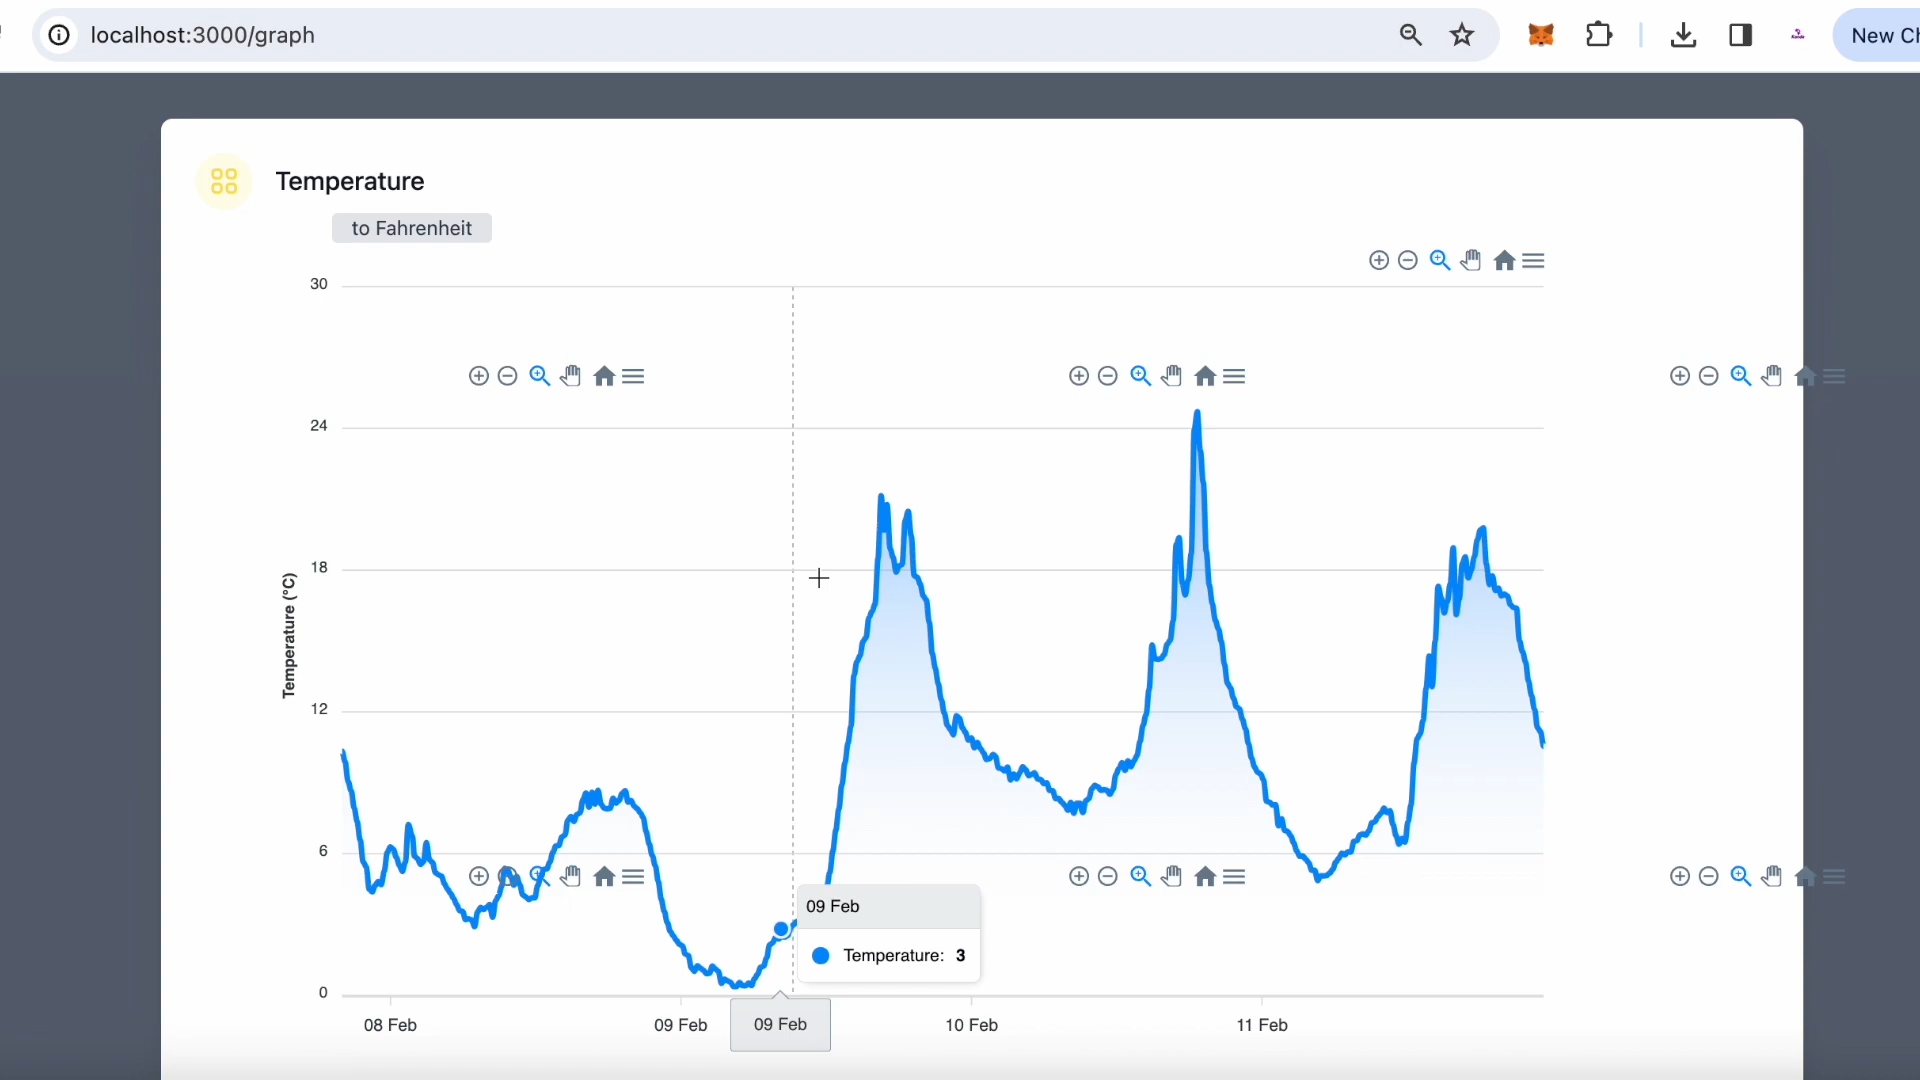 localhost:3000/graph
New Ch
Temperature
to Fahrenheit
30
24
18
12
6
0
Temperature (°C)
09 Feb
Temperature: 3
08 Feb
09 Feb
09 Feb
10 Feb
11 Feb